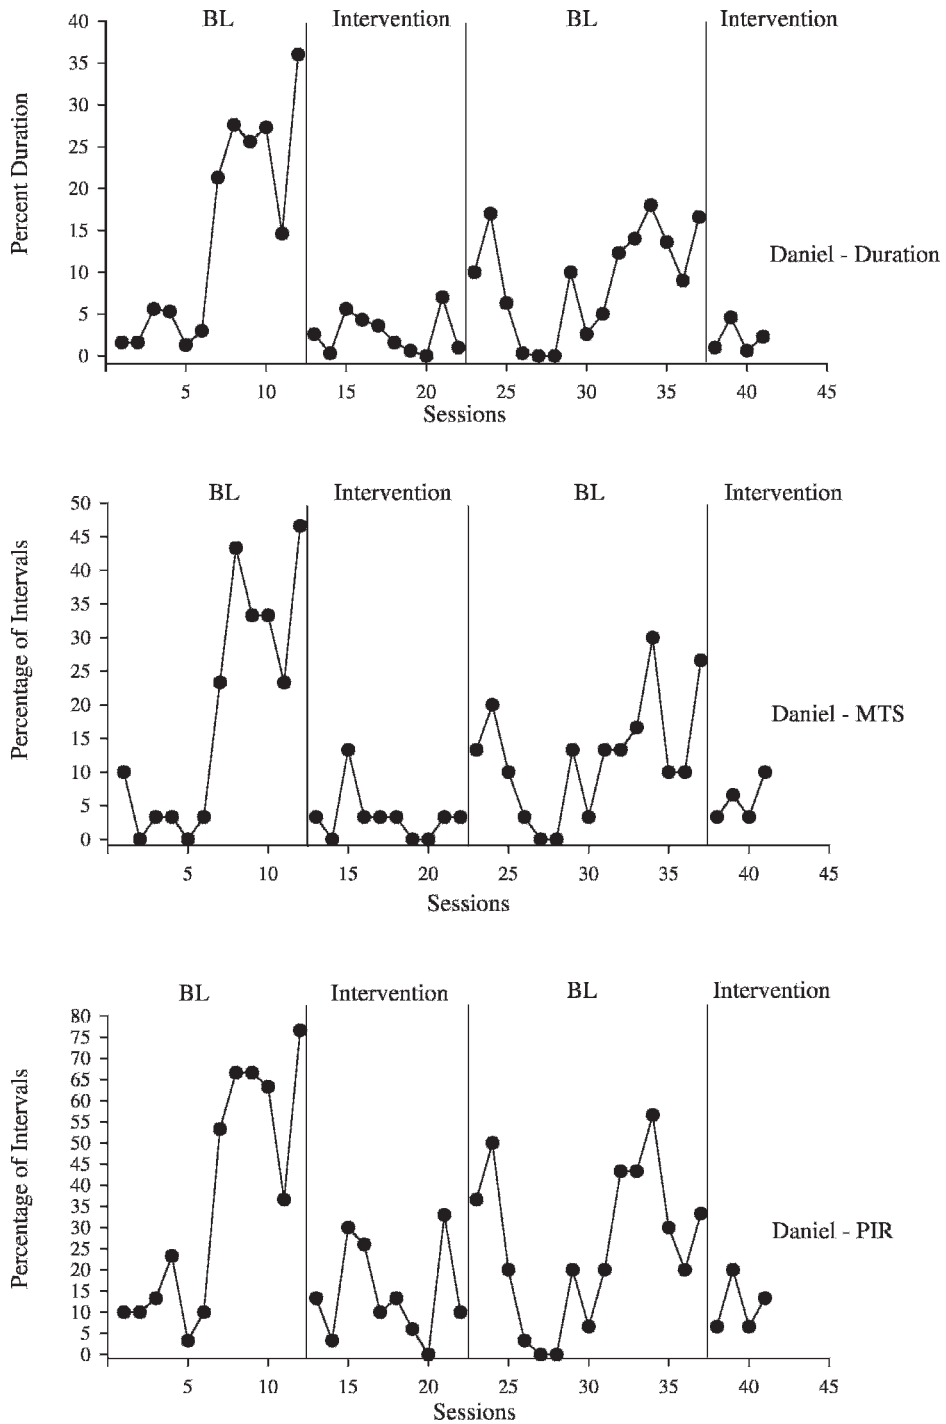 BL Intervention BL Intervention
40
35
30
25
20
15
10
5
0
Percent Duration
Daniel - Duration
5 10 15 20 25 30 35 40 45
Sessions
BL Intervention BL Intervention
50
45
40
35
30
25
20
15
10
5
0
Percentage of Intervals
Daniel - MTS
5 10 15 20 25 30 35 40 45
Sessions
BL Intervention BL Intervention
80
75
70
65
60
55
50
45
40
35
30
25
20
15
10
5
0
Percentage of Intervals
Daniel - PIR
5 10 15 20 25 30 35 40 45
Sessions